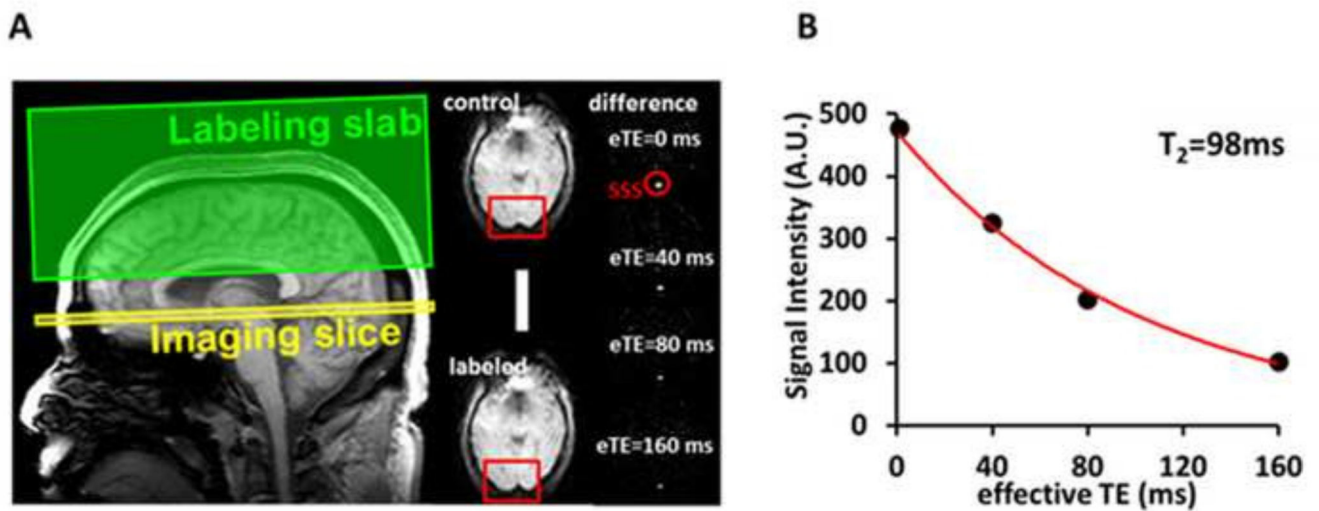 A
Labeling slab
Imaging slice
control
labeled
difference
eTE=0 ms
SSS
eTE=40 ms
eTE=80 ms
eTE=160 ms
B
T₂=98ms
Signal Intensity (A.U.)
500
400
300
200
100
0
0 40 80 120 160
effective TE (ms)